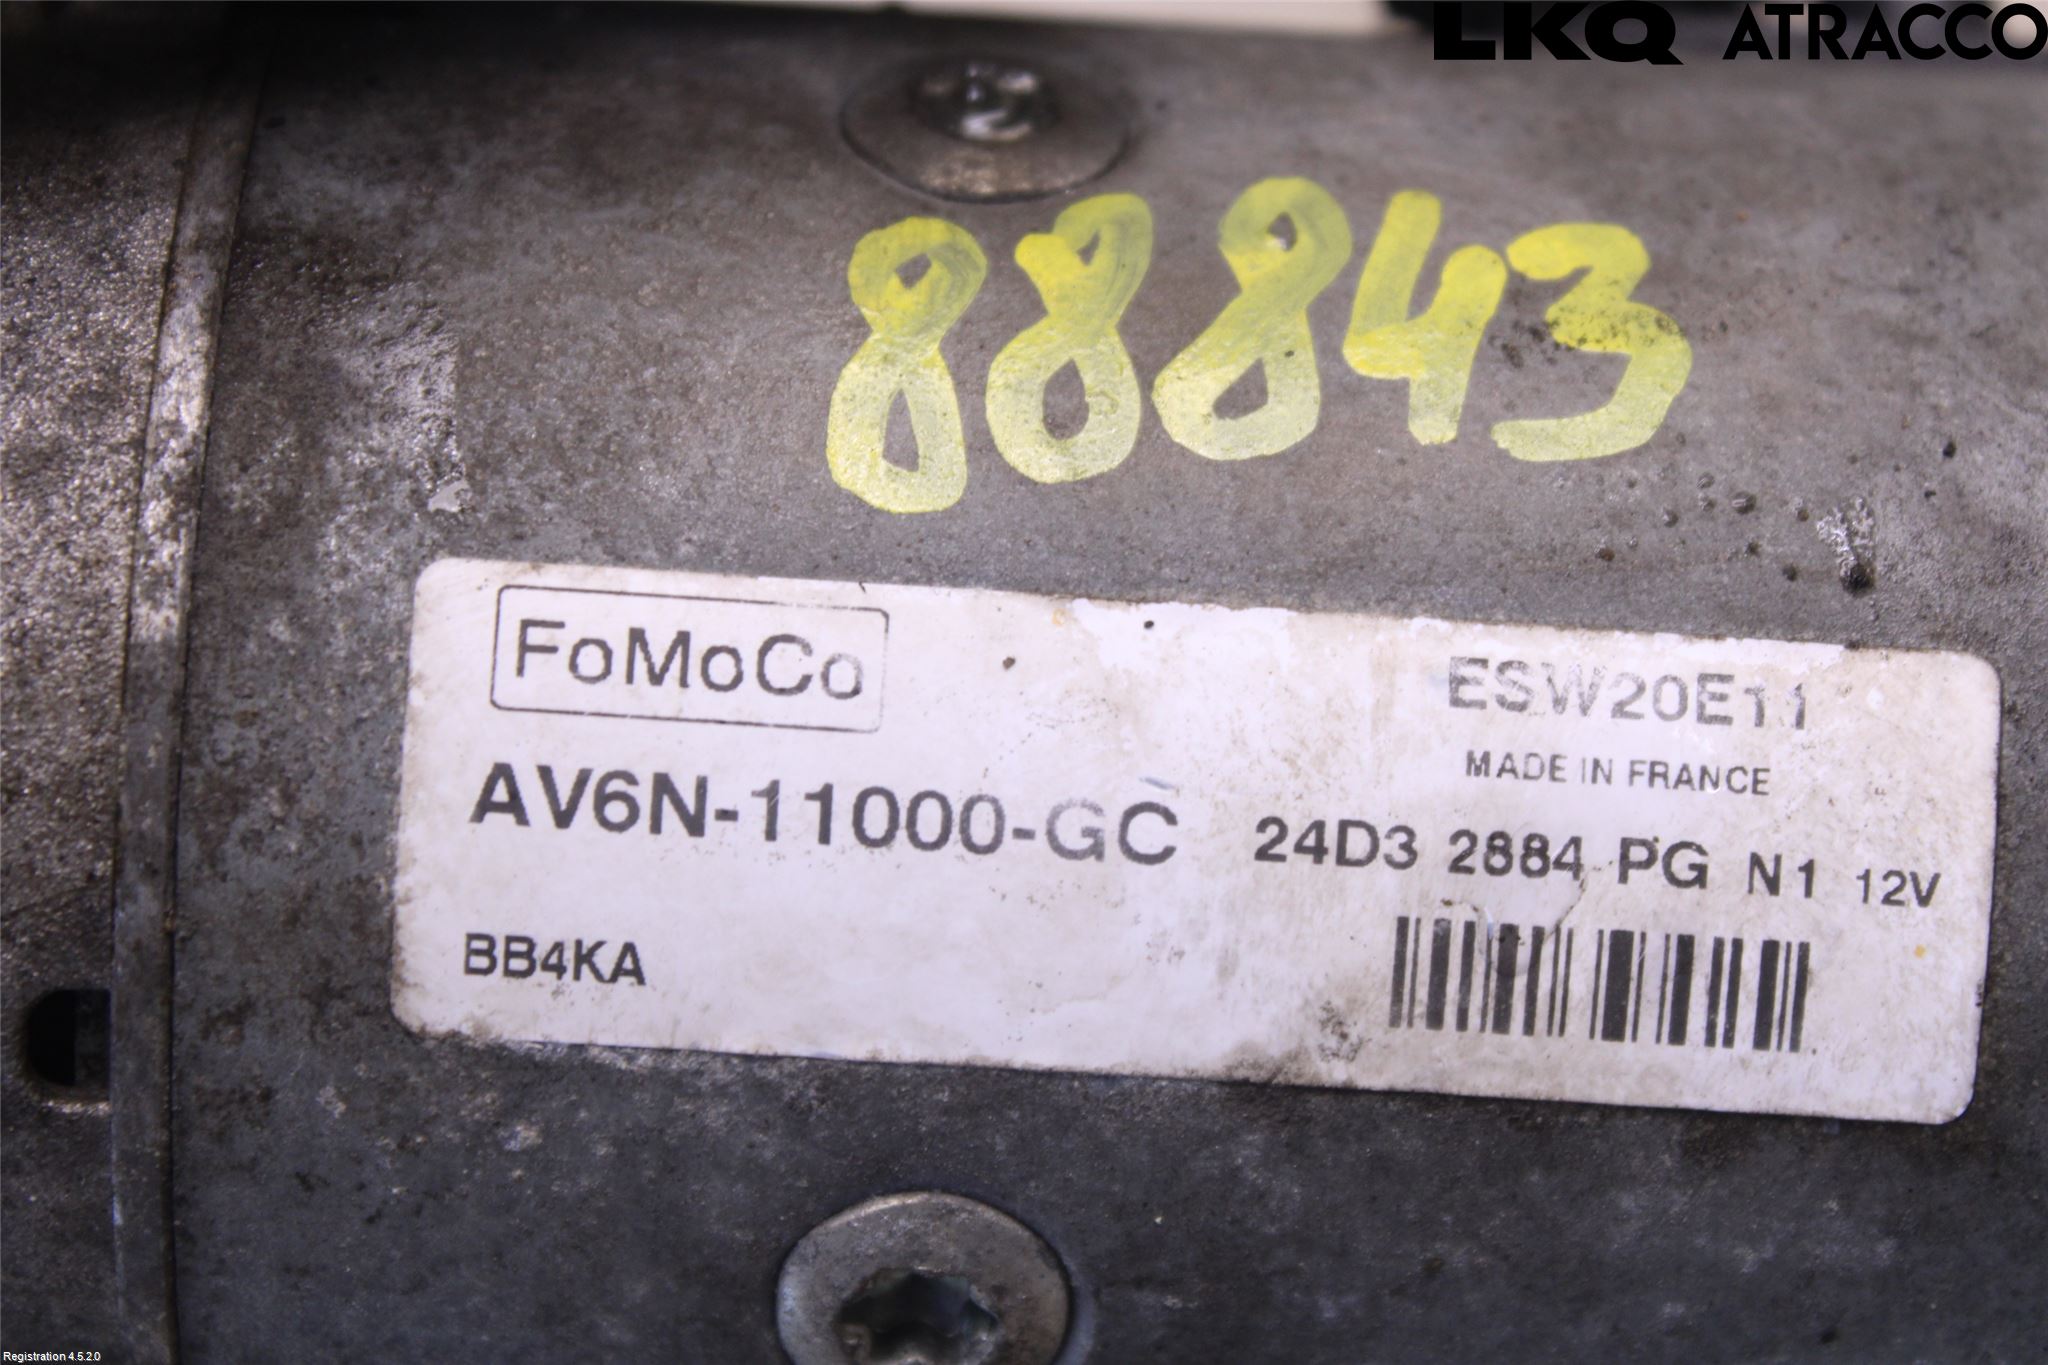 LKQ ATRACCO
88843
FoMoCo
ESW20E11
MADE IN FRANCE
AV6N-11000-GC
24D3 2884 PG N1 12V
BB4KA
Registration 4.5.2.0